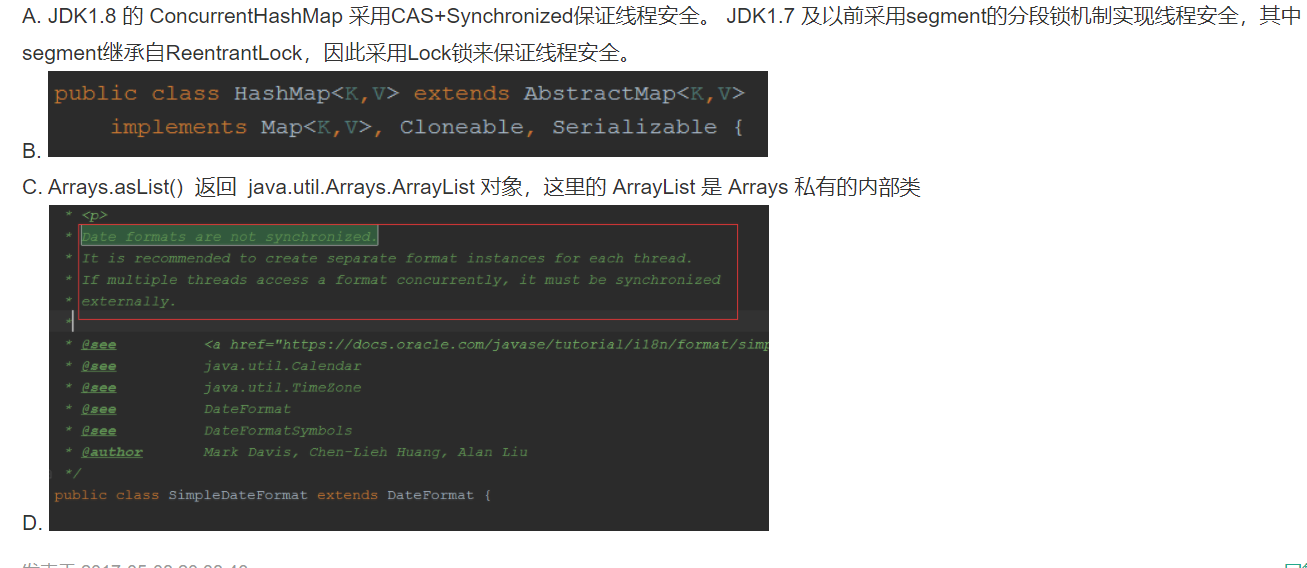 A. JDK1.8 的 ConcurrentHashMap 采用CAS+Synchronized保证线程安全。 JDK1.7 及以前采用segment的分段锁机制实现线程安全，其中
segment继承自ReentrantLock，因此采用Lock锁来保证线程安全。
public class HashMap<K,V> extends AbstractMap<K,V>
implements Map<K,V>, Cloneable, Serializable {
B.
C. Arrays.asList() 返回 java.util.Arrays.ArrayList 对象，这里的 ArrayList 是 Arrays 私有的内部类
* <p>
* Date formats are not synchronized.
* It is recommended to create separate format instances for each thread.
* If multiple threads access a format concurrently, it must be synchronized
* externally.
*
* @see <a href="https://docs.oracle.com/javase/tutorial/i18n/format/simp
* @see java.util.Calendar
* @see java.util.TimeZone
* @see DateFormat
* @see DateFormatSymbols
* @author Mark Davis, Chen-Lieh Huang, Alan Liu
*/
public class SimpleDateFormat extends DateFormat {
D.